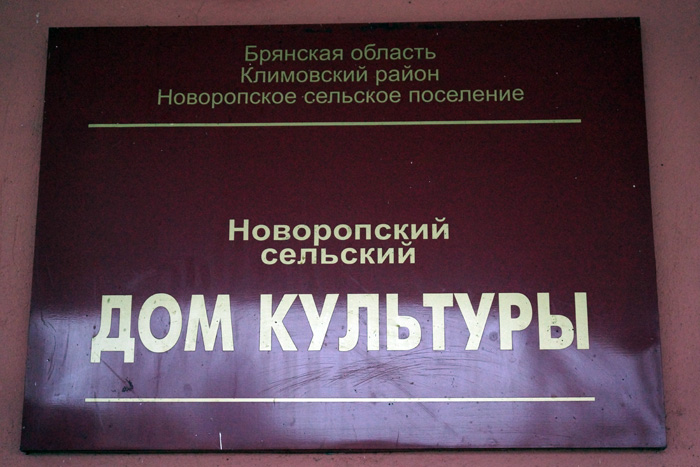 Брянская область
Климовский район
Новоропское сельское поселение
Новоропский
сельский
ДОМ КУЛЬТУРЫ